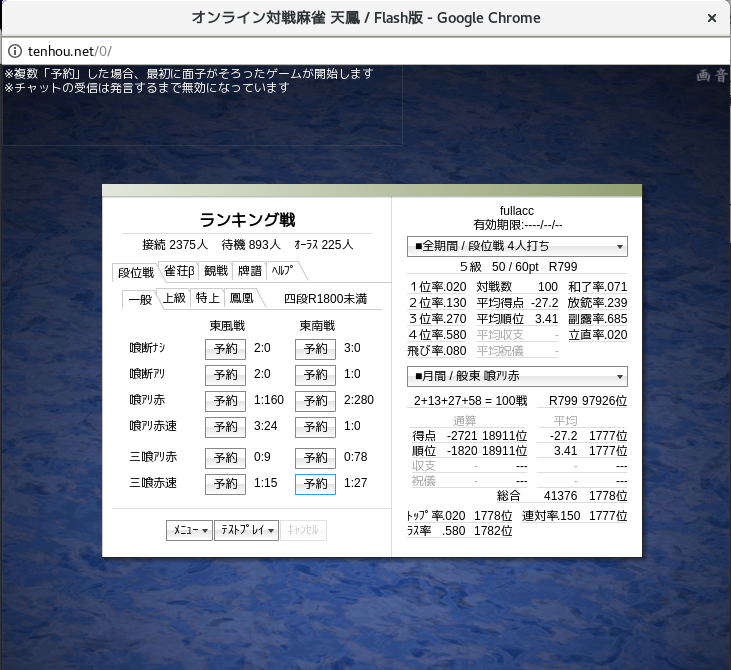 オンライン対戦麻雀 天鳳 / Flash版 - Google Chrome
tenhou.net/0/
※複数「予約」した場合、最初に面子がそろったゲームが開始します
※チャットの受信は発言するまで無効になっています
画 音
ランキング戦
接続 2375人 待機 893人 ｵｰﾗｽ 225人
段位戦 雀荘β 観戦 牌譜 ﾍﾙﾌﾟ
一般 上級 特上 鳳凰 四段R1800未満
東風戦 東南戦
喰断ﾅｼ 予約 2:0 予約 3:0
喰断ｱﾘ 予約 2:0 予約 1:0
喰ｱﾘ赤 予約 1:160 予約 2:280
喰ｱﾘ赤速 予約 3:24 予約 1:0
三喰ｱﾘ赤 予約 0:9 予約 0:78
三喰赤速 予約 1:15 予約 1:27
ﾒﾆｭｰ ﾃｽﾄﾌﾟﾚｲ ｷｬﾝｾﾙ
fullacc
有効期限:----/--/--
■全期間 / 段位戦 4人打ち
５級 50 / 60pt R799
１位率.020 対戦数 100 和了率.071
２位率.130 平均得点 -27.2 放銃率.239
３位率.270 平均順位 3.41 副露率.685
４位率.580 平均収支 - 立直率.020
飛び率.080 平均祝儀 -
■月間 / 般東 喰ｱﾘ赤
2+13+27+58 = 100戦 R799 97926位
通算 平均
得点 -2721 18911位 -27.2 1777位
順位 -1820 18911位 3.41 1777位
収支 - --- - ---
祝儀 - --- - ---
総合 41376 1778位
ﾄｯﾌﾟ率.020 1778位 連対率.150 1777位
ﾗｽ率 .580 1782位